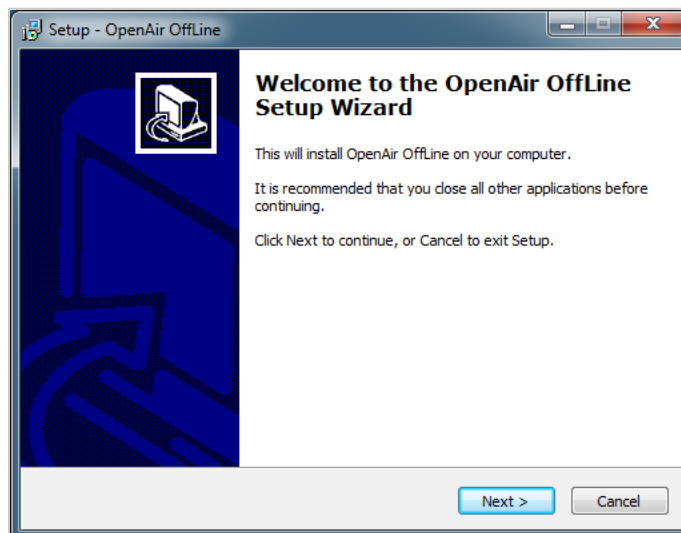 Setup - OpenAir OffLine
Welcome to the OpenAir OffLine
Setup Wizard
This will install OpenAir OffLine on your computer.
It is recommended that you close all other applications before
continuing.
Click Next to continue, or Cancel to exit Setup.
Next >
Cancel